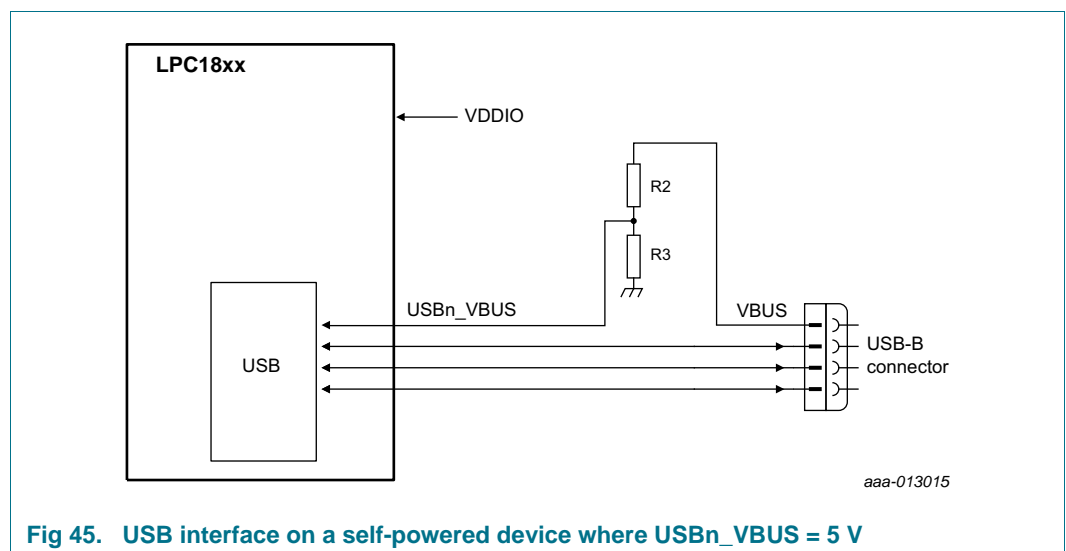 LPC18xx
VDDIO
R2
R3
USBn_VBUS
VBUS
USB
USB-B
connector
aaa-013015
Fig 45. USB interface on a self-powered device where USBn_VBUS = 5 V